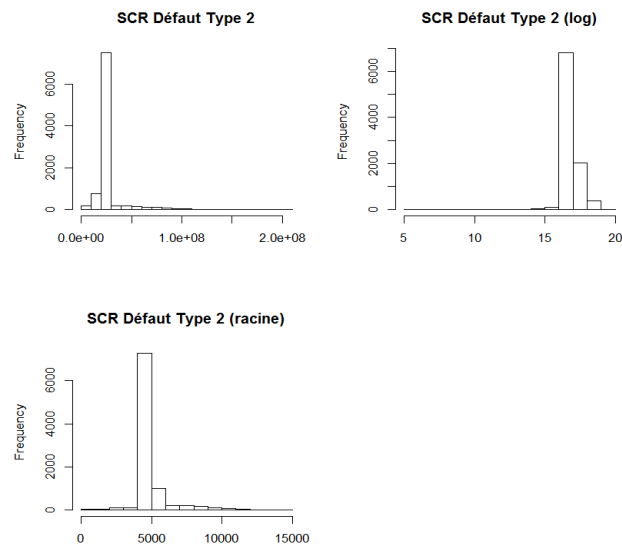 SCR Défaut Type 2
Frequency
6000
4000
2000
0
0.0e+00 1.0e+08 2.0e+08
SCR Défaut Type 2 (log)
Frequency
6000
4000
2000
0
5 10 15 20
SCR Défaut Type 2 (racine)
Frequency
6000
4000
2000
0
0 5000 10000 15000